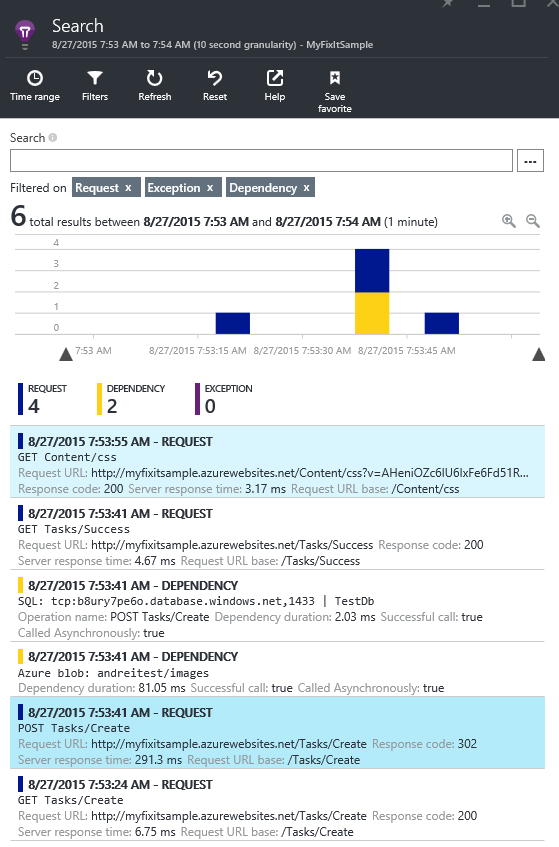 Search
8/27/2015 7:53 AM to 7:54 AM (10 second granularity) - MyFixItSample
Time range Filters Refresh Reset Help Save favorite
Search
...
Filtered on Request x Exception x Dependency x
6 total results between 8/27/2015 7:53 AM and 8/27/2015 7:54 AM (1 minute)
4
3
2
1
0
7:53 AM 8/27/2015 7:53:15 AM 8/27/2015 7:53:30 AM 8/27/2015 7:53:45 AM
REQUEST DEPENDENCY EXCEPTION
4 2 0
8/27/2015 7:53:55 AM - REQUEST
GET Content/css
Request URL: http://myfixitsample.azurewebsites.net/Content/css?v=AHeniOZc6IU6IxFe6Fd51R...
Response code: 200 Server response time: 3.17 ms Request URL base: /Content/css
8/27/2015 7:53:41 AM - REQUEST
GET Tasks/Success
Request URL: http://myfixitsample.azurewebsites.net/Tasks/Success Response code: 200
Server response time: 4.67 ms Request URL base: /Tasks/Success
8/27/2015 7:53:41 AM - DEPENDENCY
SQL: tcp:b8ury7pe6o.database.windows.net,1433 | TestDb
Operation name: POST Tasks/Create Dependency duration: 2.03 ms Successful call: true
Called Asynchronously: true
8/27/2015 7:53:41 AM - DEPENDENCY
Azure blob: andreitest/images
Dependency duration: 81.05 ms Successful call: true Called Asynchronously: true
8/27/2015 7:53:41 AM - REQUEST
POST Tasks/Create
Request URL: http://myfixitsample.azurewebsites.net/Tasks/Create Response code: 302
Server response time: 291.3 ms Request URL base: /Tasks/Create
8/27/2015 7:53:24 AM - REQUEST
GET Tasks/Create
Request URL: http://myfixitsample.azurewebsites.net/Tasks/Create Response code: 200
Server response time: 6.75 ms Request URL base: /Tasks/Create